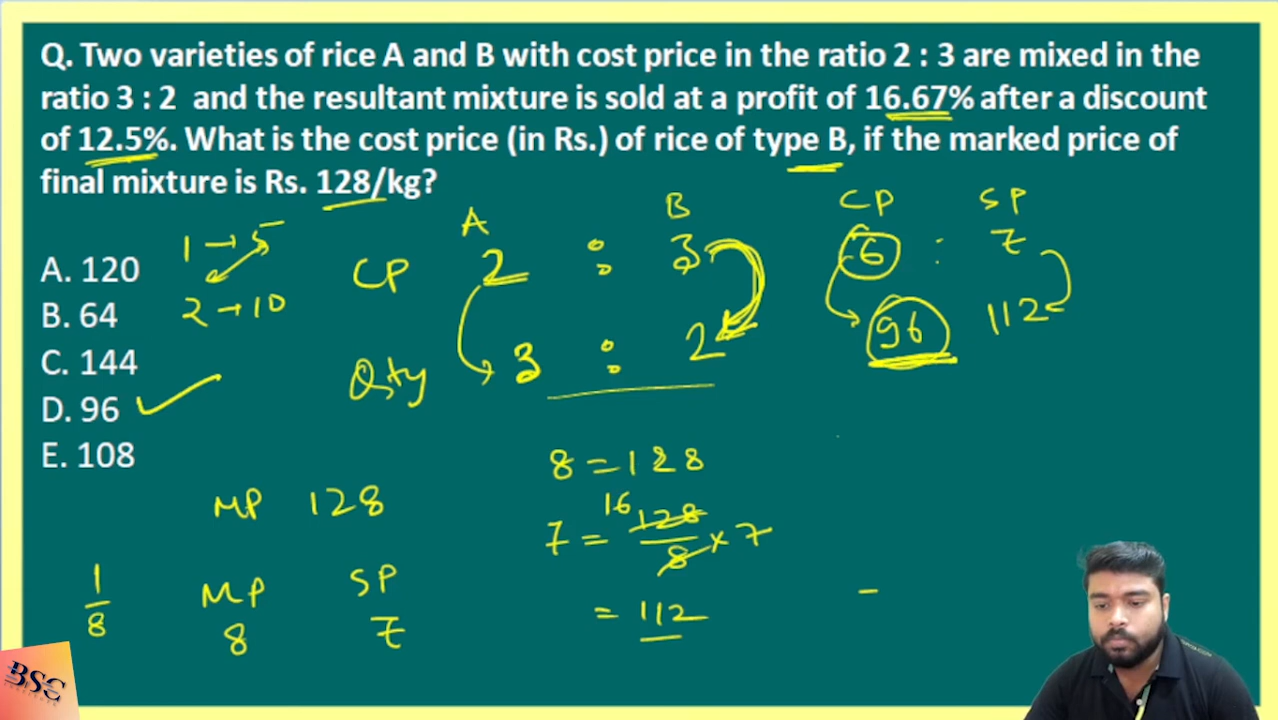 Q. Two varieties of rice A and B with cost price in the ratio 2 : 3 are mixed in the
ratio 3 : 2 and the resultant mixture is sold at a profit of 16.67% after a discount
of 12.5%. What is the cost price (in Rs.) of rice of type B, if the marked price of
final mixture is Rs. 128/kg?
A. 120
B. 64
C. 144
D. 96
E. 108
1 → 5
2 → 10
A B
CP 2 : 3
Qty 3 : 2
CP SP
6 : 7
96 112
MP 128
1/8
MP SP
8 7
8 = 128
16
7 = 128/8 × 7
= 112
BSC